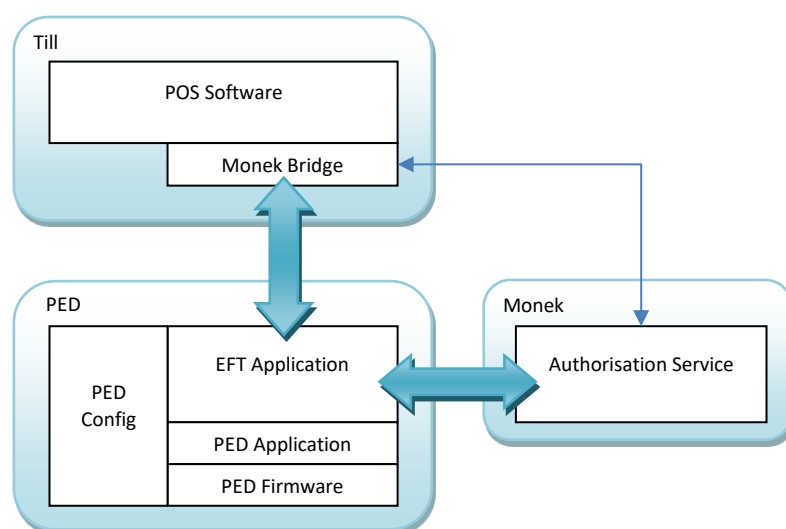 Till
POS Software
Monek Bridge
PED
PED
Config
EFT Application
PED Application
PED Firmware
Monek
Authorisation Service